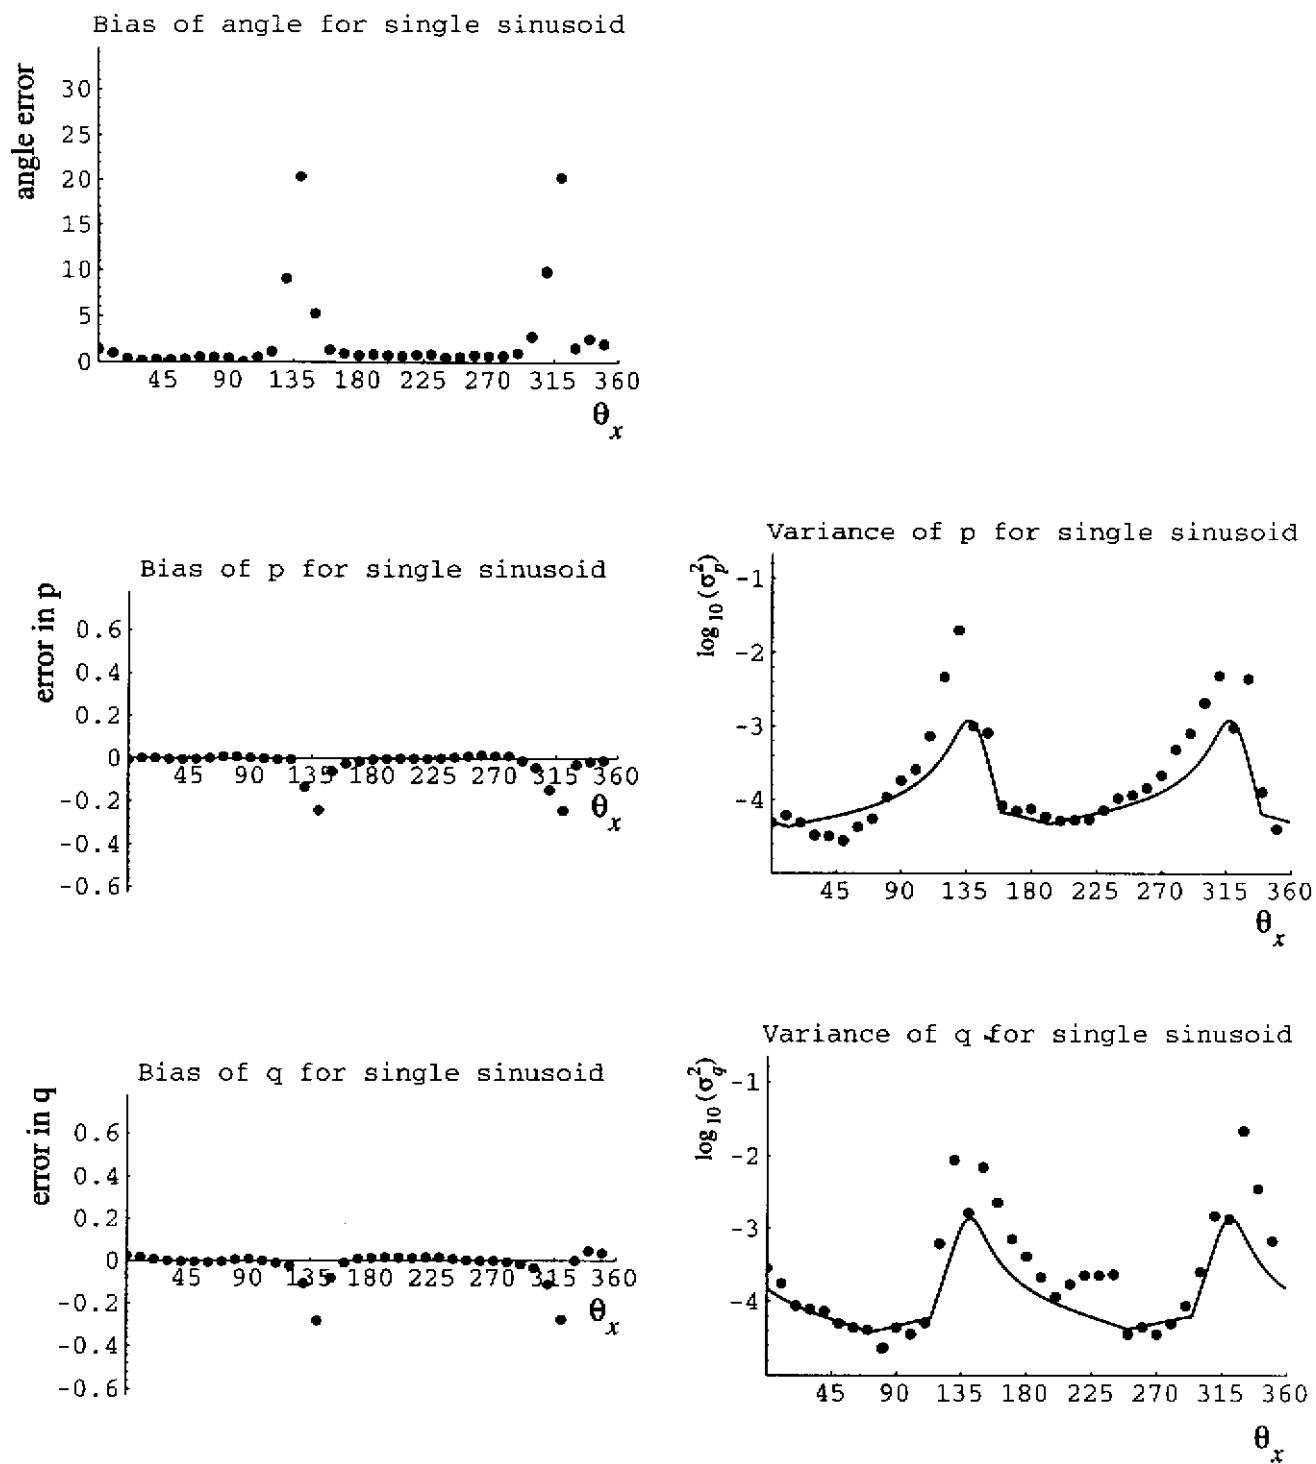 Bias of angle for single sinusoid
angle error
30
25
20
15
10
5
0
45 90 135 180 225 270 315 360
θx
Bias of p for single sinusoid
error in p
0.6
0.4
0.2
0
-0.2
-0.4
-0.6
45 90 135 180 225 270 315 360
θx
Variance of p for single sinusoid
log10(σ²p)
-1
-2
-3
-4
45 90 135 180 225 270 315 360
θx
Bias of q for single sinusoid
error in q
0.6
0.4
0.2
0
-0.2
-0.4
-0.6
45 90 135 180 225 270 315 360
θx
Variance of q for single sinusoid
log10(σ²q)
-1
-2
-3
-4
45 90 135 180 225 270 315 360
θx